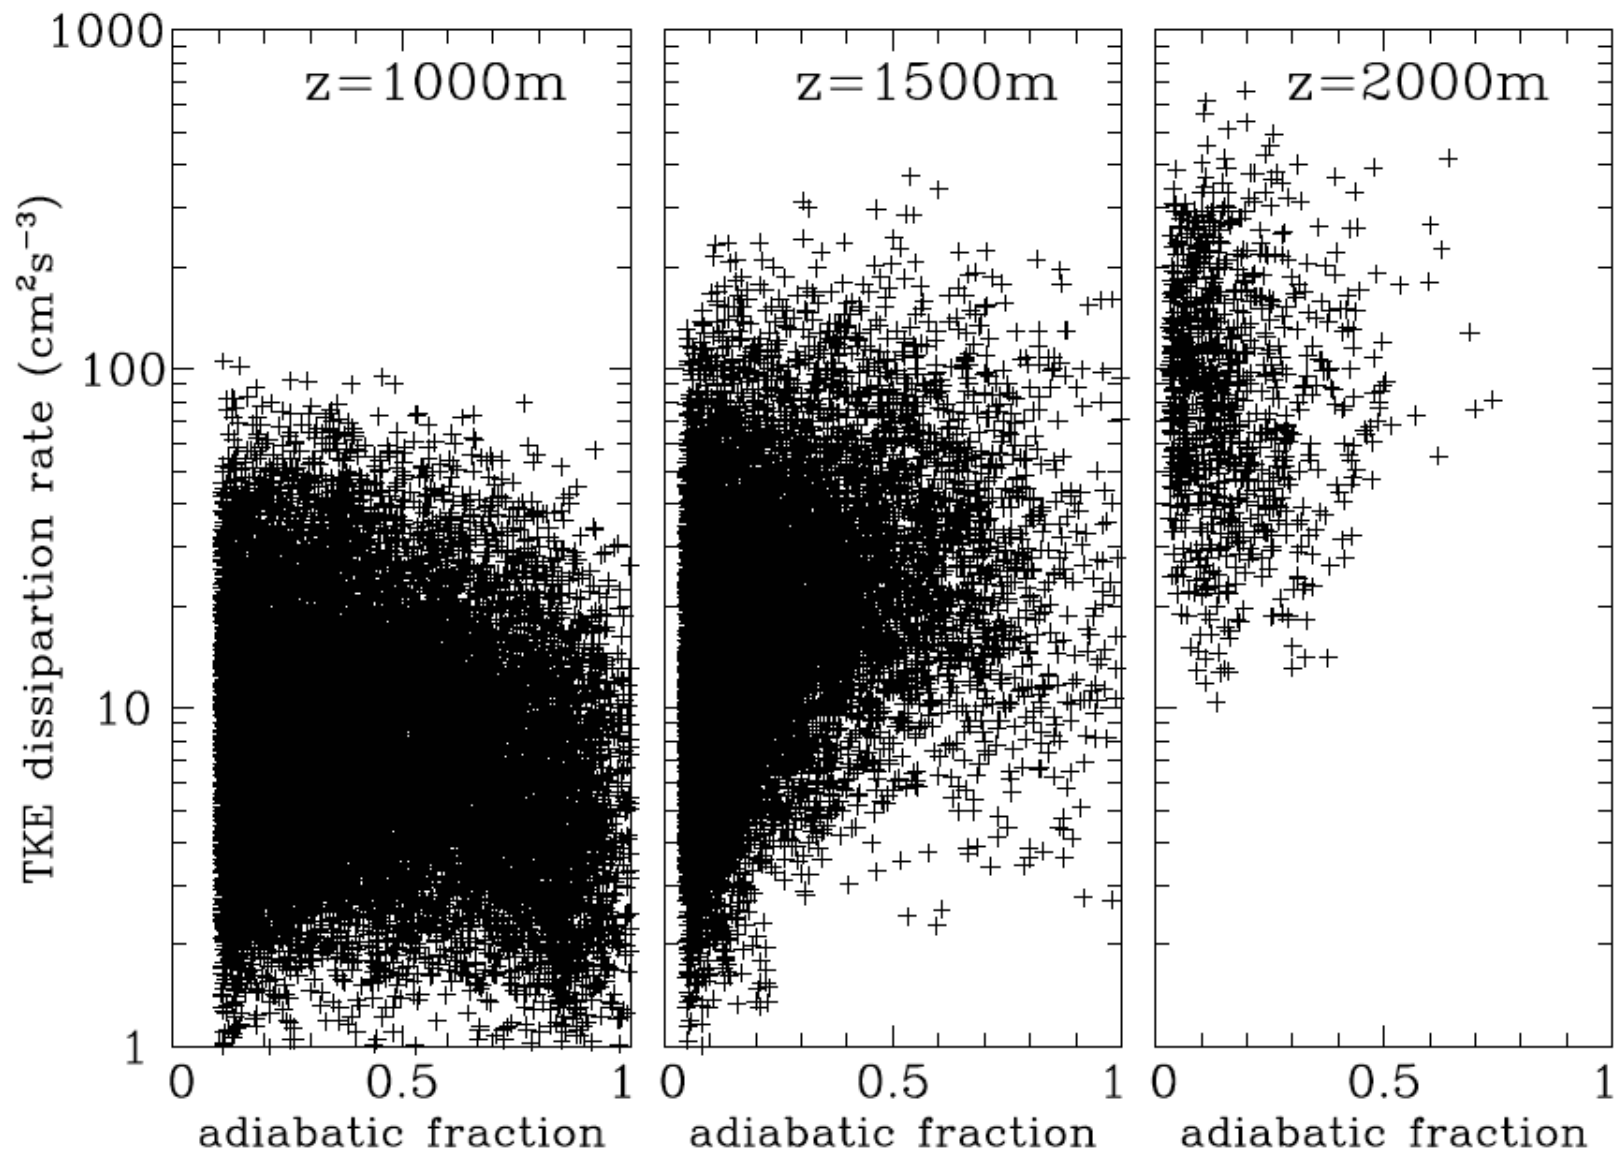 TKE dissipartion rate (cm²s⁻³)
1000
100
10
1
z=1000m
z=1500m
z=2000m
0 0.5 1
0 0.5 1
0 0.5 1
adiabatic fraction
adiabatic fraction
adiabatic fraction